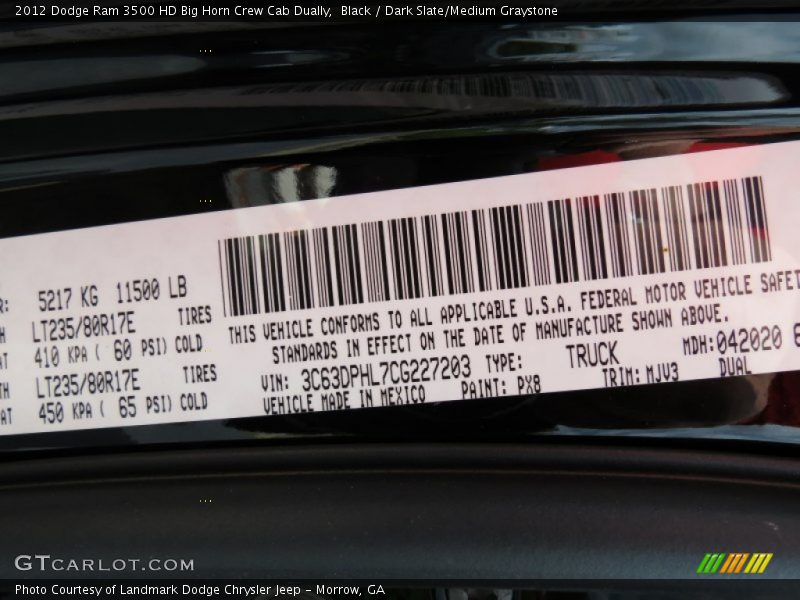 2012 Dodge Ram 3500 HD Big Horn Crew Cab Dually, Black / Dark Slate/Medium Graystone
5217 KG 11500 LB
LT235/80R17E TIRES
410 KPA ( 60 PSI) COLD
LT235/80R17E TIRES
450 KPA ( 65 PSI) COLD
THIS VEHICLE CONFORMS TO ALL APPLICABLE U.S.A. FEDERAL MOTOR VEHICLE SAFET
STANDARDS IN EFFECT ON THE DATE OF MANUFACTURE SHOWN ABOVE.
VIN: 3C63DPHL7CG227203 TYPE: TRUCK MDH: 042020 6
VEHICLE MADE IN MEXICO PAINT: PX8 TRIM: MJV3 DUAL
GTCARLOT.COM
Photo Courtesy of Landmark Dodge Chrysler Jeep – Morrow, GA